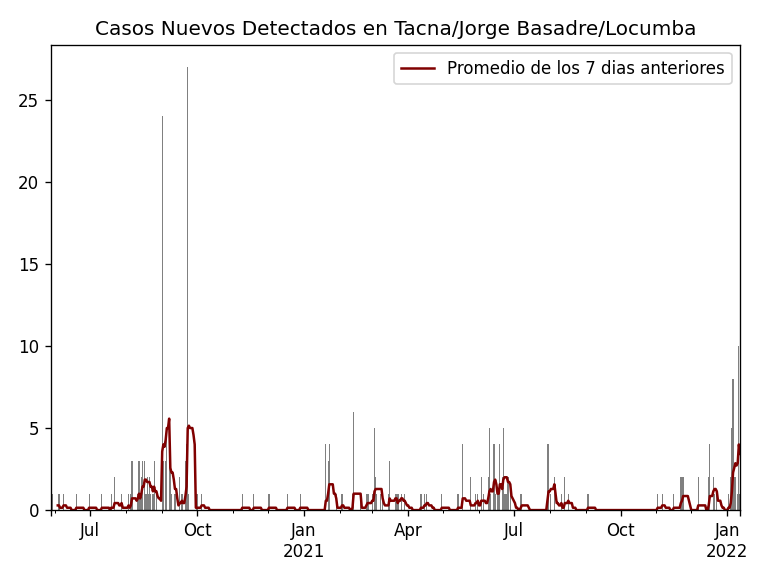 Casos Nuevos Detectados en Tacna/Jorge Basadre/Locumba
Promedio de los 7 dias anteriores
25
20
15
10
5
0
Jul Oct Jan Apr Jul Oct Jan
2021 2022